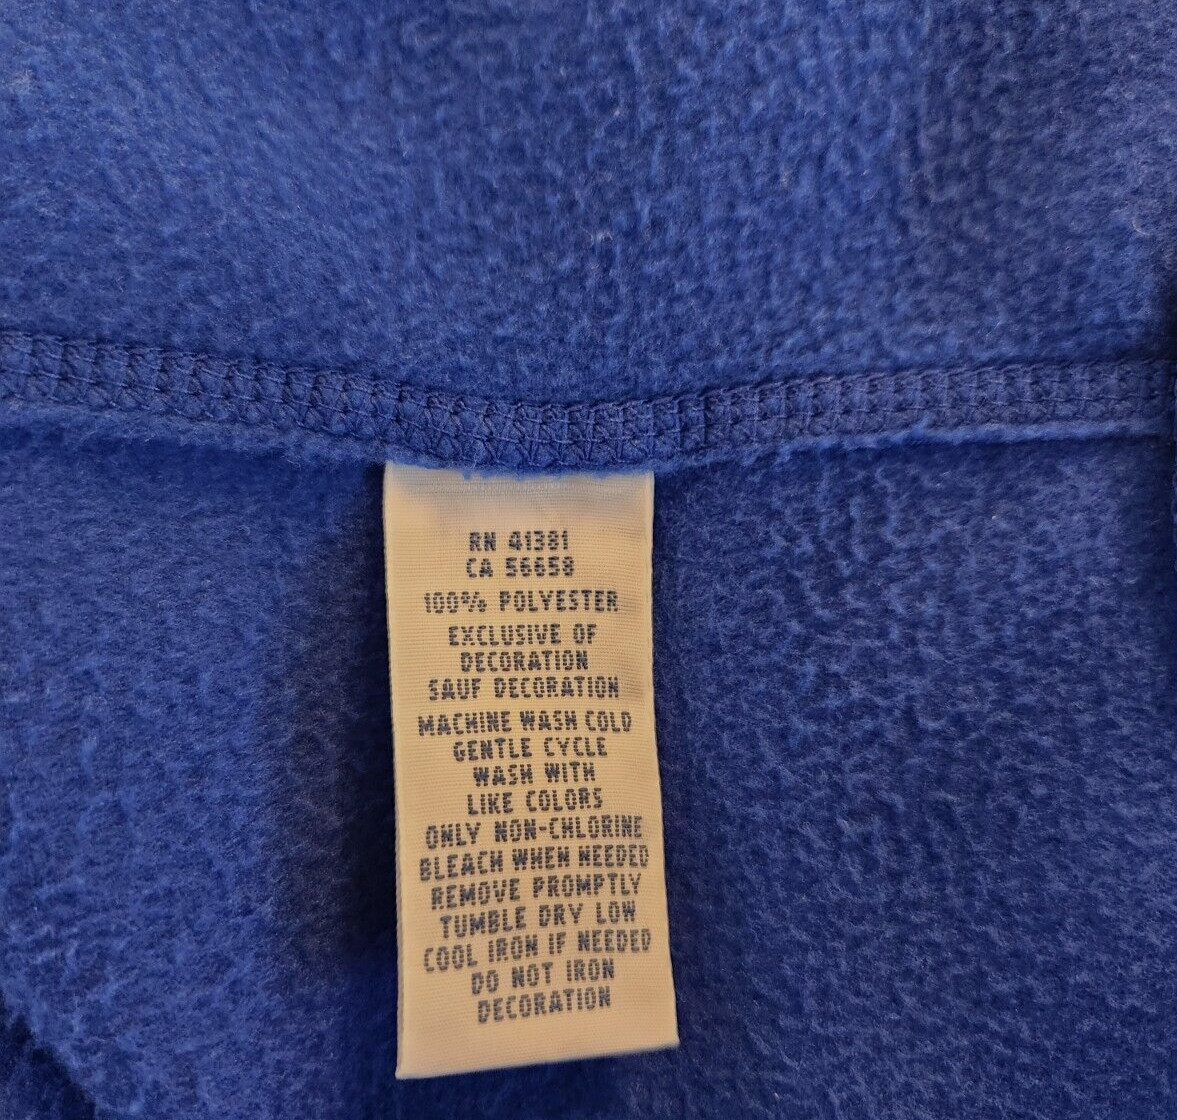 RN 41381
CA 56658
100% POLYESTER
EXCLUSIVE OF
DECORATION
SAUF DECORATION
MACHINE WASH COLD
GENTLE CYCLE
WASH WITH
LIKE COLORS
ONLY NON-CHLORINE
BLEACH WHEN NEEDED
REMOVE PROMPTLY
TUMBLE DRY LOW
COOL IRON IF NEEDED
DO NOT IRON
DECORATION